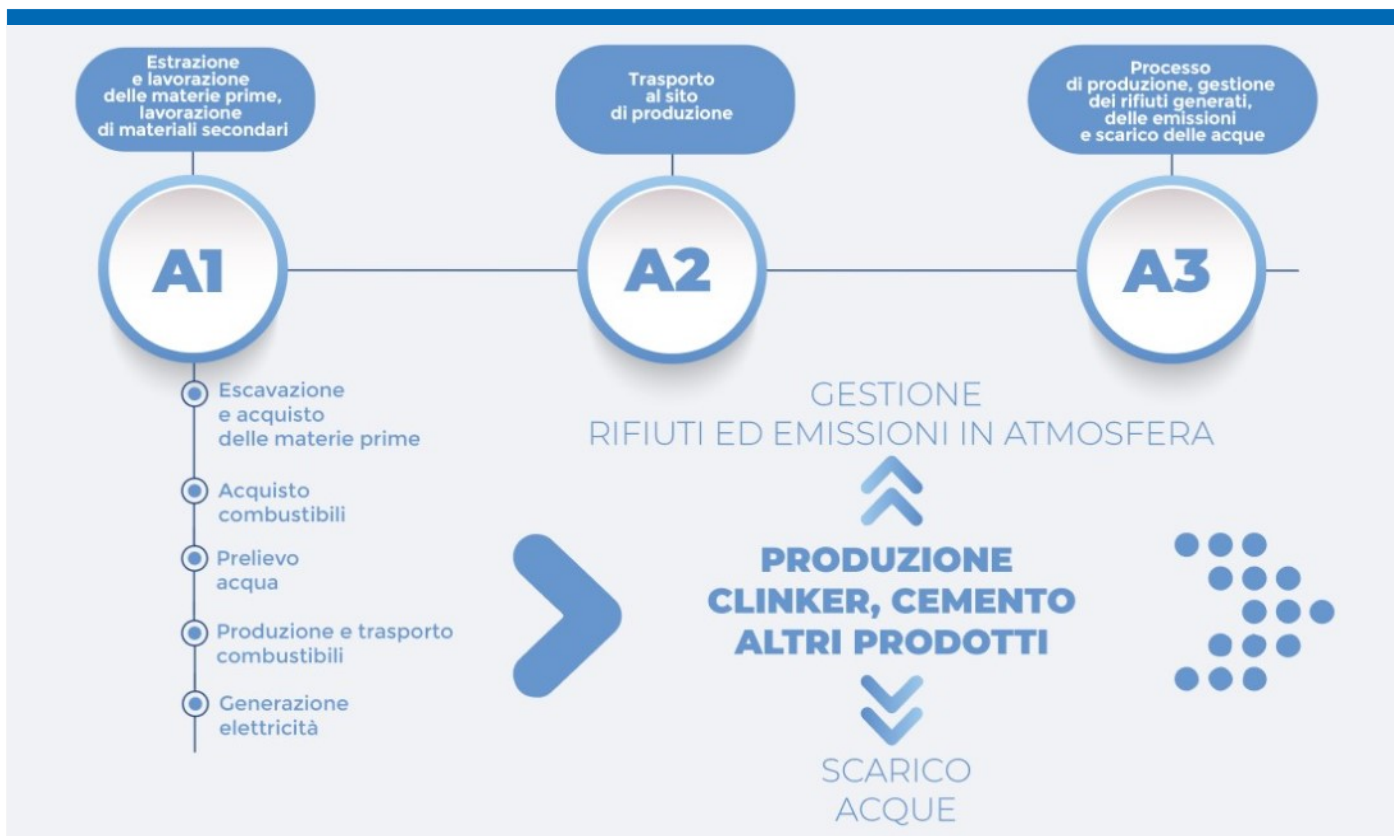 Estrazione
e lavorazione
delle materie prime,
lavorazione
di materiali secondari
Trasporto
al sito
di produzione
Processo
di produzione, gestione
dei rifiuti generati,
delle emissioni
e scarico delle acque
A1
A2
A3
Escavazione
e acquisto
delle materie prime
Acquisto
combustibili
Prelievo
acqua
Produzione e trasporto
combustibili
Generazione
elettricità
GESTIONE
RIFIUTI ED EMISSIONI IN ATMOSFERA
PRODUZIONE
CLINKER, CEMENTO
ALTRI PRODOTTI
SCARICO
ACQUE